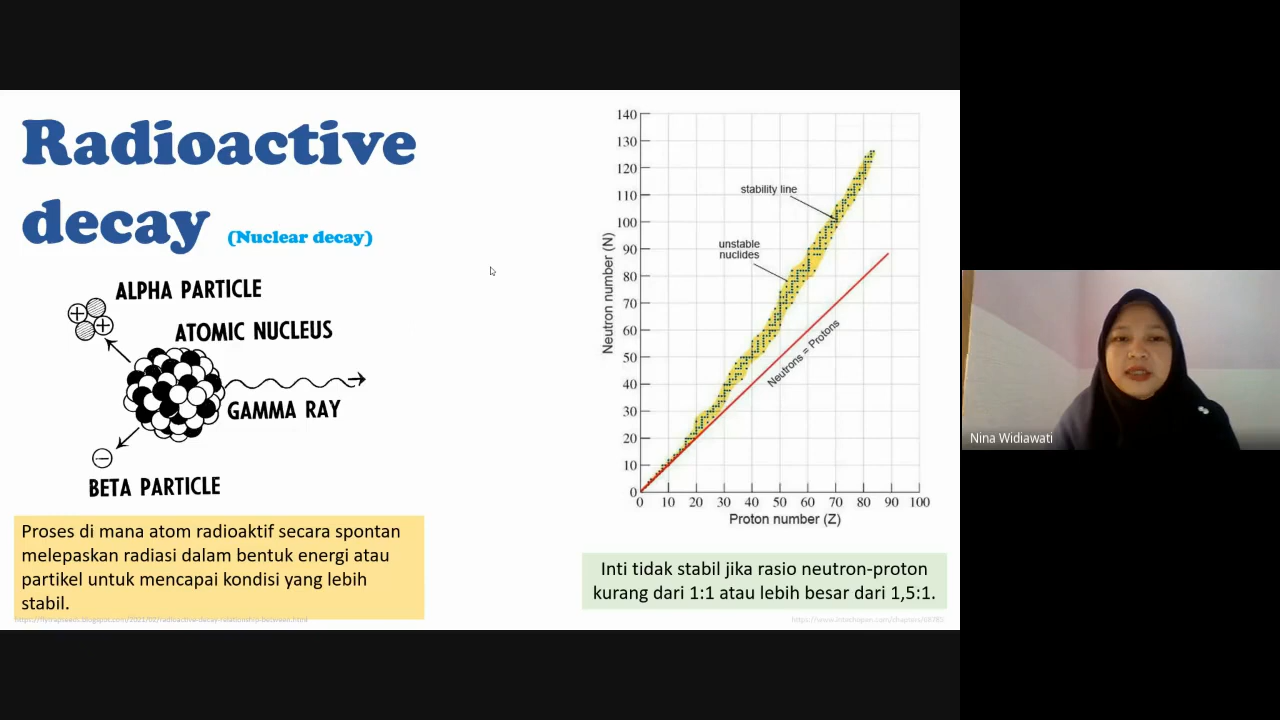 Radioactive
decay (Nuclear decay)
ALPHA PARTICLE
ATOMIC NUCLEUS
GAMMA RAY
BETA PARTICLE
Proses di mana atom radioaktif secara spontan
melepaskan radiasi dalam bentuk energi atau
partikel untuk mencapai kondisi yang lebih
stabil.
140
130
120
110
100
90
80
70
60
50
40
30
20
10
0
Neutron number (N)
stability line
unstable
nuclides
Neutrons = Protons
0 10 20 30 40 50 60 70 80 90 100
Proton number (Z)
Inti tidak stabil jika rasio neutron-proton
kurang dari 1:1 atau lebih besar dari 1,5:1.
Nina Widiawati